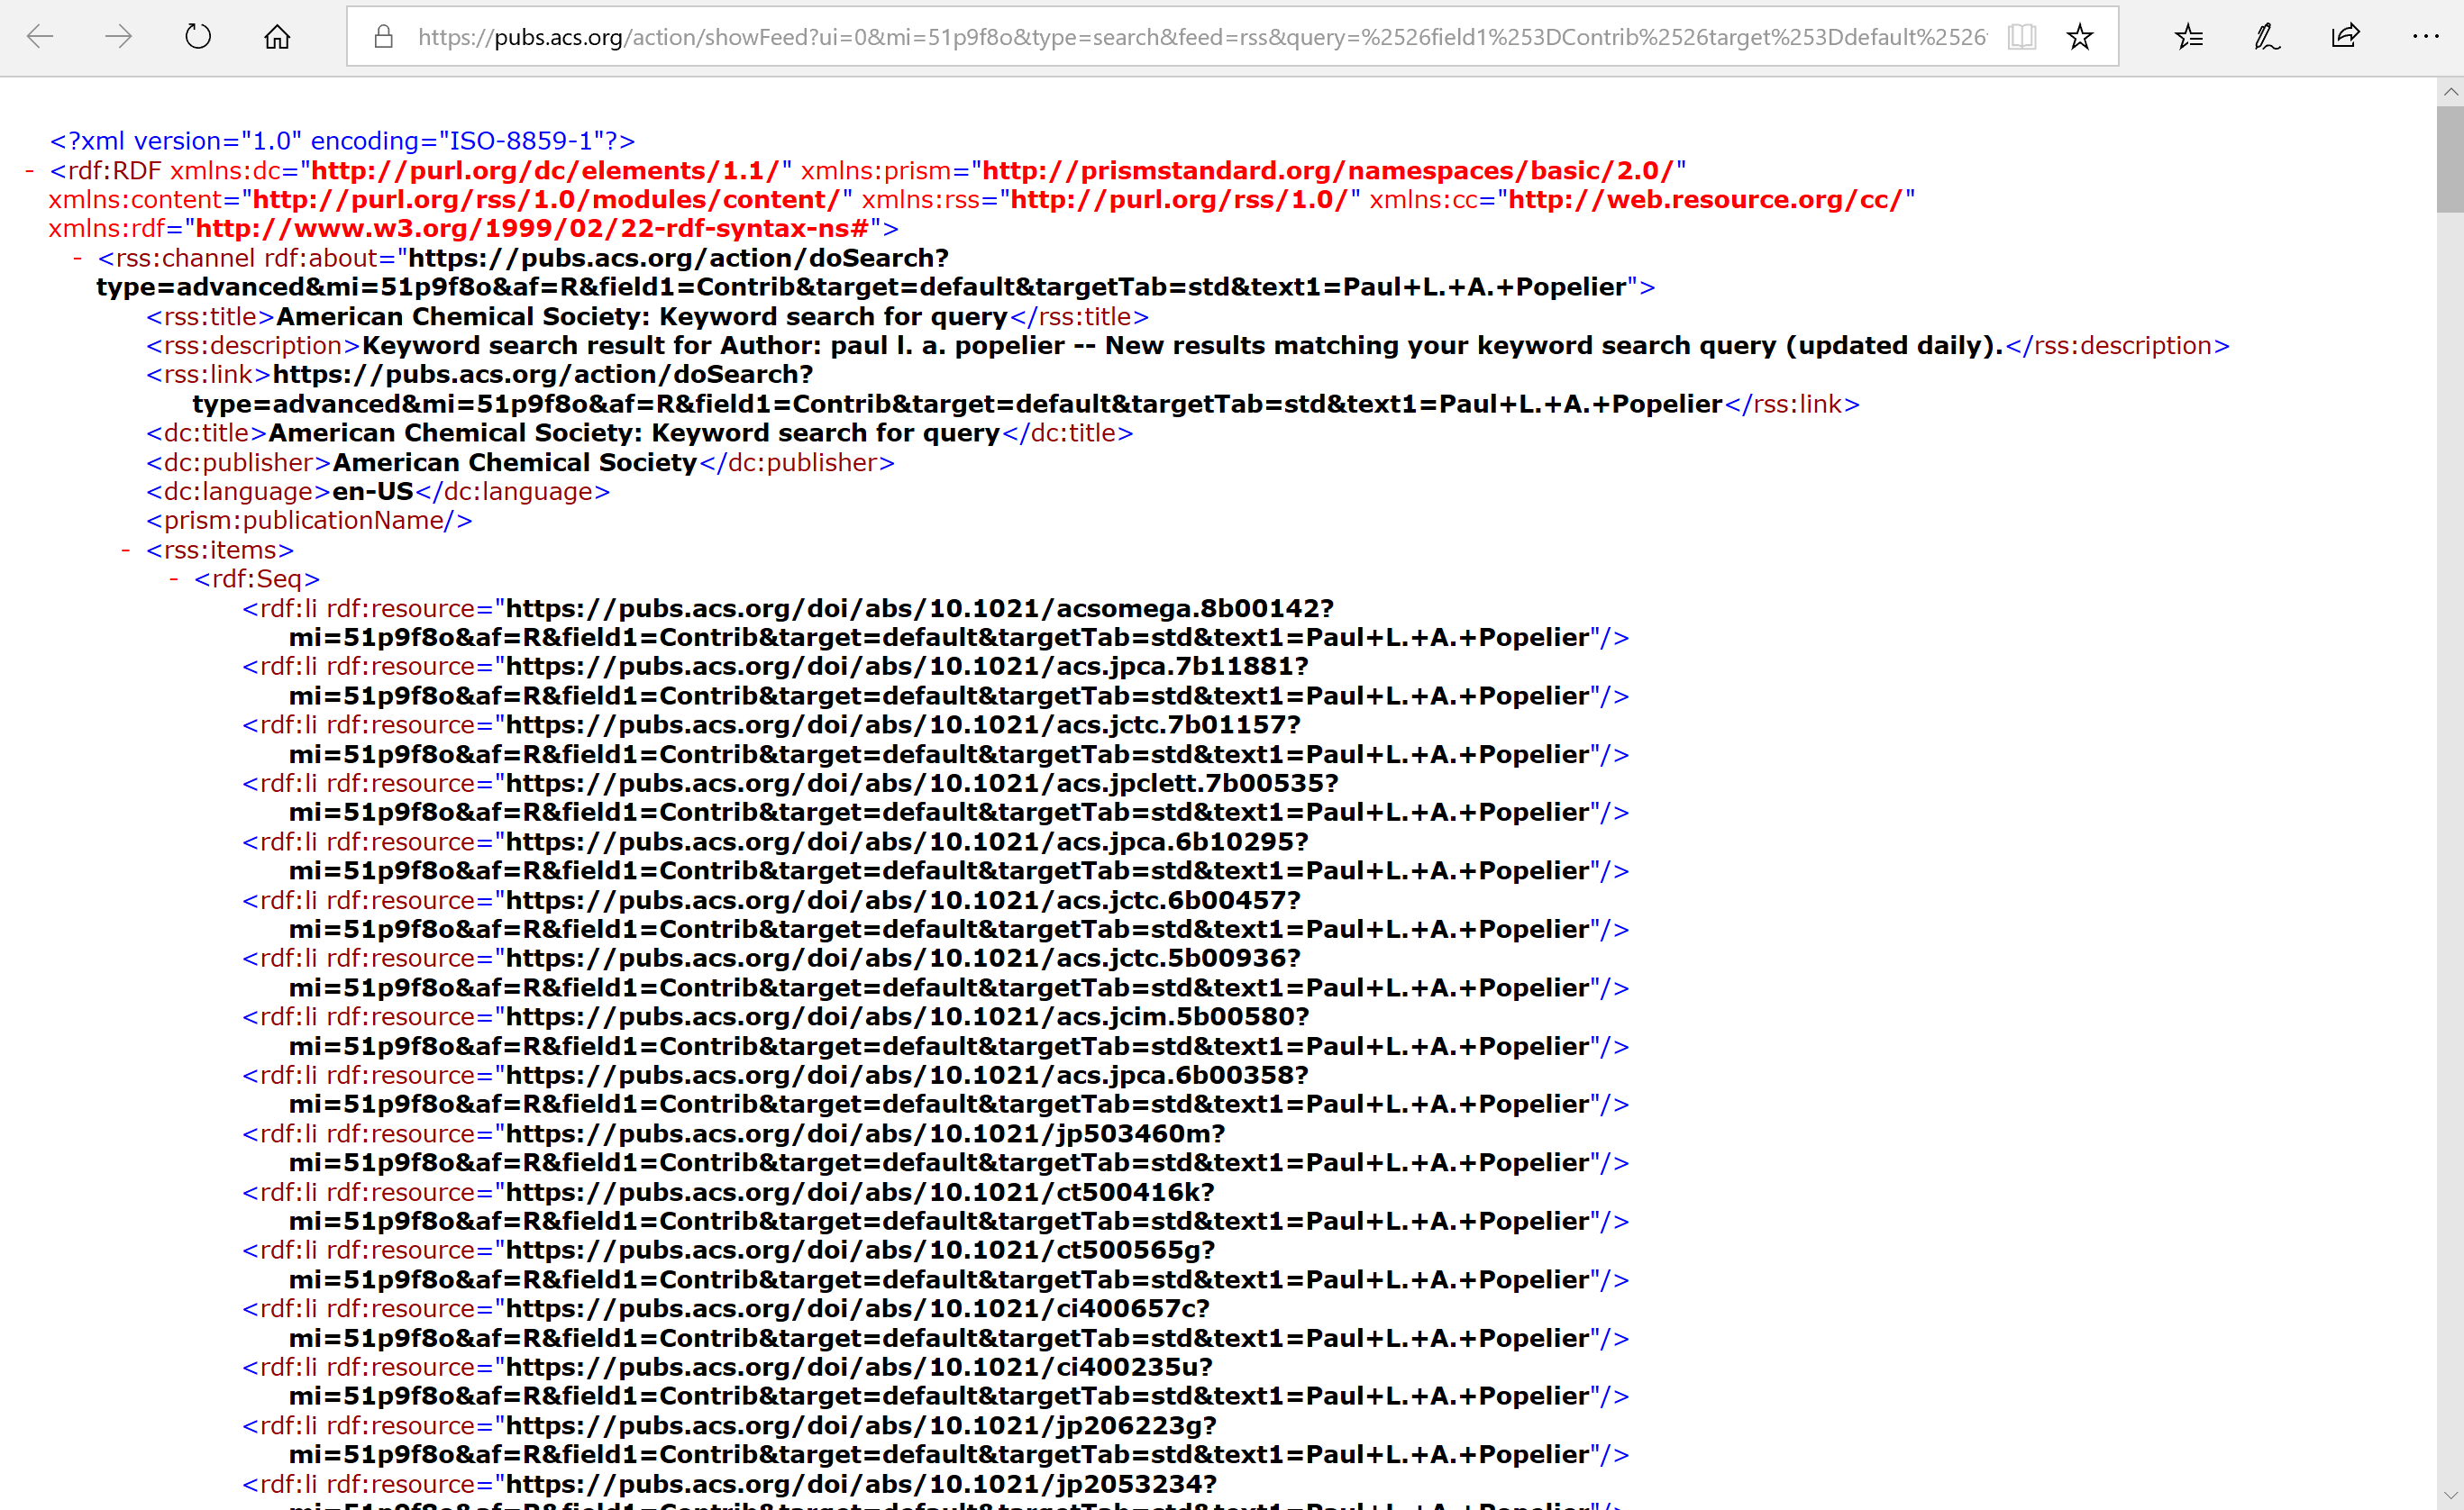 https://pubs.acs.org/action/showFeed?ui=0&mi=51p9f8o&type=search&feed=rss&query=%2526field1%253DContrib%2526target%253Ddefault%2526
<?xml version="1.0" encoding="ISO-8859-1"?>
- <rdf:RDF xmlns:dc="http://purl.org/dc/elements/1.1/" xmlns:prism="http://prismstandard.org/namespaces/basic/2.0/"
xmlns:content="http://purl.org/rss/1.0/modules/content/" xmlns:rss="http://purl.org/rss/1.0/" xmlns:cc="http://web.resource.org/cc/"
xmlns:rdf="http://www.w3.org/1999/02/22-rdf-syntax-ns#">
- <rss:channel rdf:about="https://pubs.acs.org/action/doSearch?
type=advanced&mi=51p9f8o&af=R&field1=Contrib&target=default&targetTab=std&text1=Paul+L.+A.+Popelier">
<rss:title>American Chemical Society: Keyword search for query</rss:title>
<rss:description>Keyword search result for Author: paul l. a. popelier -- New results matching your keyword search query (updated daily).</rss:description>
<rss:link>https://pubs.acs.org/action/doSearch?
type=advanced&mi=51p9f8o&af=R&field1=Contrib&target=default&targetTab=std&text1=Paul+L.+A.+Popelier</rss:link>
<dc:title>American Chemical Society: Keyword search for query</dc:title>
<dc:publisher>American Chemical Society</dc:publisher>
<dc:language>en-US</dc:language>
<prism:publicationName/>
- <rss:items>
- <rdf:Seq>
<rdf:li rdf:resource="https://pubs.acs.org/doi/abs/10.1021/acsomega.8b00142?
mi=51p9f8o&af=R&field1=Contrib&target=default&targetTab=std&text1=Paul+L.+A.+Popelier"/>
<rdf:li rdf:resource="https://pubs.acs.org/doi/abs/10.1021/acs.jpca.7b11881?
mi=51p9f8o&af=R&field1=Contrib&target=default&targetTab=std&text1=Paul+L.+A.+Popelier"/>
<rdf:li rdf:resource="https://pubs.acs.org/doi/abs/10.1021/acs.jctc.7b01157?
mi=51p9f8o&af=R&field1=Contrib&target=default&targetTab=std&text1=Paul+L.+A.+Popelier"/>
<rdf:li rdf:resource="https://pubs.acs.org/doi/abs/10.1021/acs.jpclett.7b00535?
mi=51p9f8o&af=R&field1=Contrib&target=default&targetTab=std&text1=Paul+L.+A.+Popelier"/>
<rdf:li rdf:resource="https://pubs.acs.org/doi/abs/10.1021/acs.jpca.6b10295?
mi=51p9f8o&af=R&field1=Contrib&target=default&targetTab=std&text1=Paul+L.+A.+Popelier"/>
<rdf:li rdf:resource="https://pubs.acs.org/doi/abs/10.1021/acs.jctc.6b00457?
mi=51p9f8o&af=R&field1=Contrib&target=default&targetTab=std&text1=Paul+L.+A.+Popelier"/>
<rdf:li rdf:resource="https://pubs.acs.org/doi/abs/10.1021/acs.jctc.5b00936?
mi=51p9f8o&af=R&field1=Contrib&target=default&targetTab=std&text1=Paul+L.+A.+Popelier"/>
<rdf:li rdf:resource="https://pubs.acs.org/doi/abs/10.1021/acs.jcim.5b00580?
mi=51p9f8o&af=R&field1=Contrib&target=default&targetTab=std&text1=Paul+L.+A.+Popelier"/>
<rdf:li rdf:resource="https://pubs.acs.org/doi/abs/10.1021/acs.jpca.6b00358?
mi=51p9f8o&af=R&field1=Contrib&target=default&targetTab=std&text1=Paul+L.+A.+Popelier"/>
<rdf:li rdf:resource="https://pubs.acs.org/doi/abs/10.1021/jp503460m?
mi=51p9f8o&af=R&field1=Contrib&target=default&targetTab=std&text1=Paul+L.+A.+Popelier"/>
<rdf:li rdf:resource="https://pubs.acs.org/doi/abs/10.1021/ct500416k?
mi=51p9f8o&af=R&field1=Contrib&target=default&targetTab=std&text1=Paul+L.+A.+Popelier"/>
<rdf:li rdf:resource="https://pubs.acs.org/doi/abs/10.1021/ct500565g?
mi=51p9f8o&af=R&field1=Contrib&target=default&targetTab=std&text1=Paul+L.+A.+Popelier"/>
<rdf:li rdf:resource="https://pubs.acs.org/doi/abs/10.1021/ci400657c?
mi=51p9f8o&af=R&field1=Contrib&target=default&targetTab=std&text1=Paul+L.+A.+Popelier"/>
<rdf:li rdf:resource="https://pubs.acs.org/doi/abs/10.1021/ci400235u?
mi=51p9f8o&af=R&field1=Contrib&target=default&targetTab=std&text1=Paul+L.+A.+Popelier"/>
<rdf:li rdf:resource="https://pubs.acs.org/doi/abs/10.1021/jp206223g?
mi=51p9f8o&af=R&field1=Contrib&target=default&targetTab=std&text1=Paul+L.+A.+Popelier"/>
<rdf:li rdf:resource="https://pubs.acs.org/doi/abs/10.1021/jp2053234?